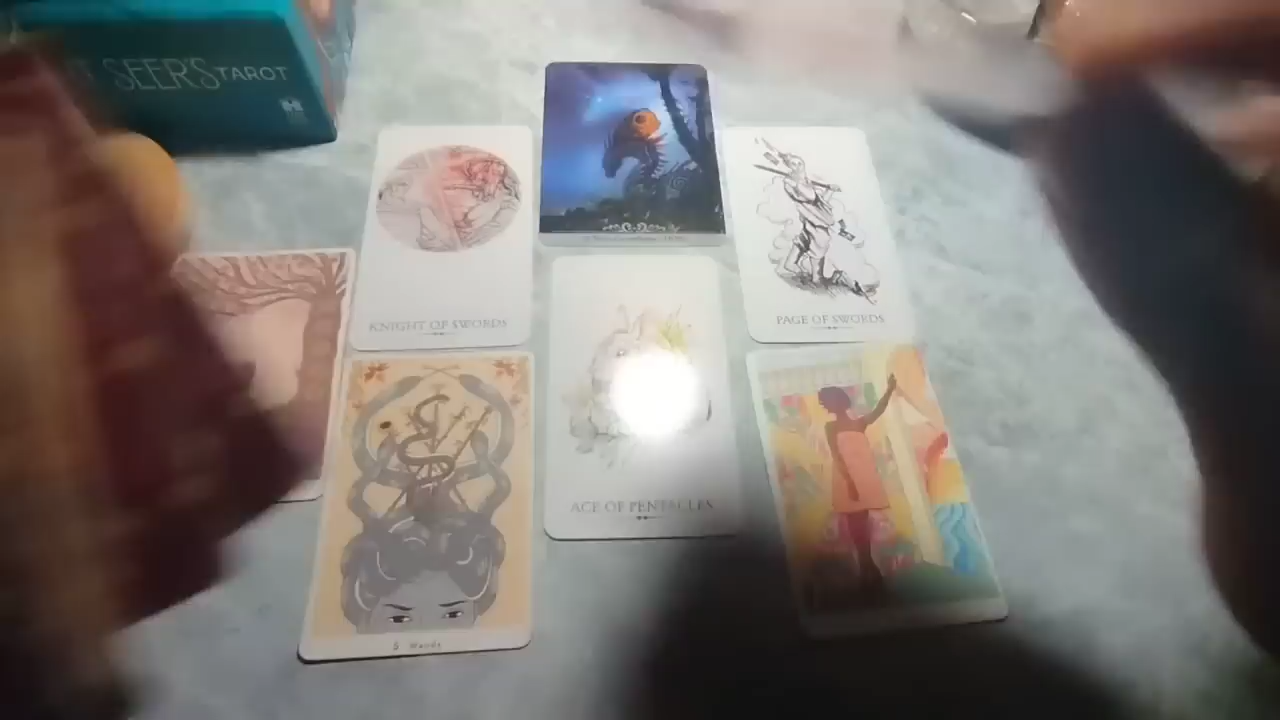 SEER'S TAROT
KNIGHT OF SWORDS
PAGE OF SWORDS
ACE OF PENTACLES
5 Wands